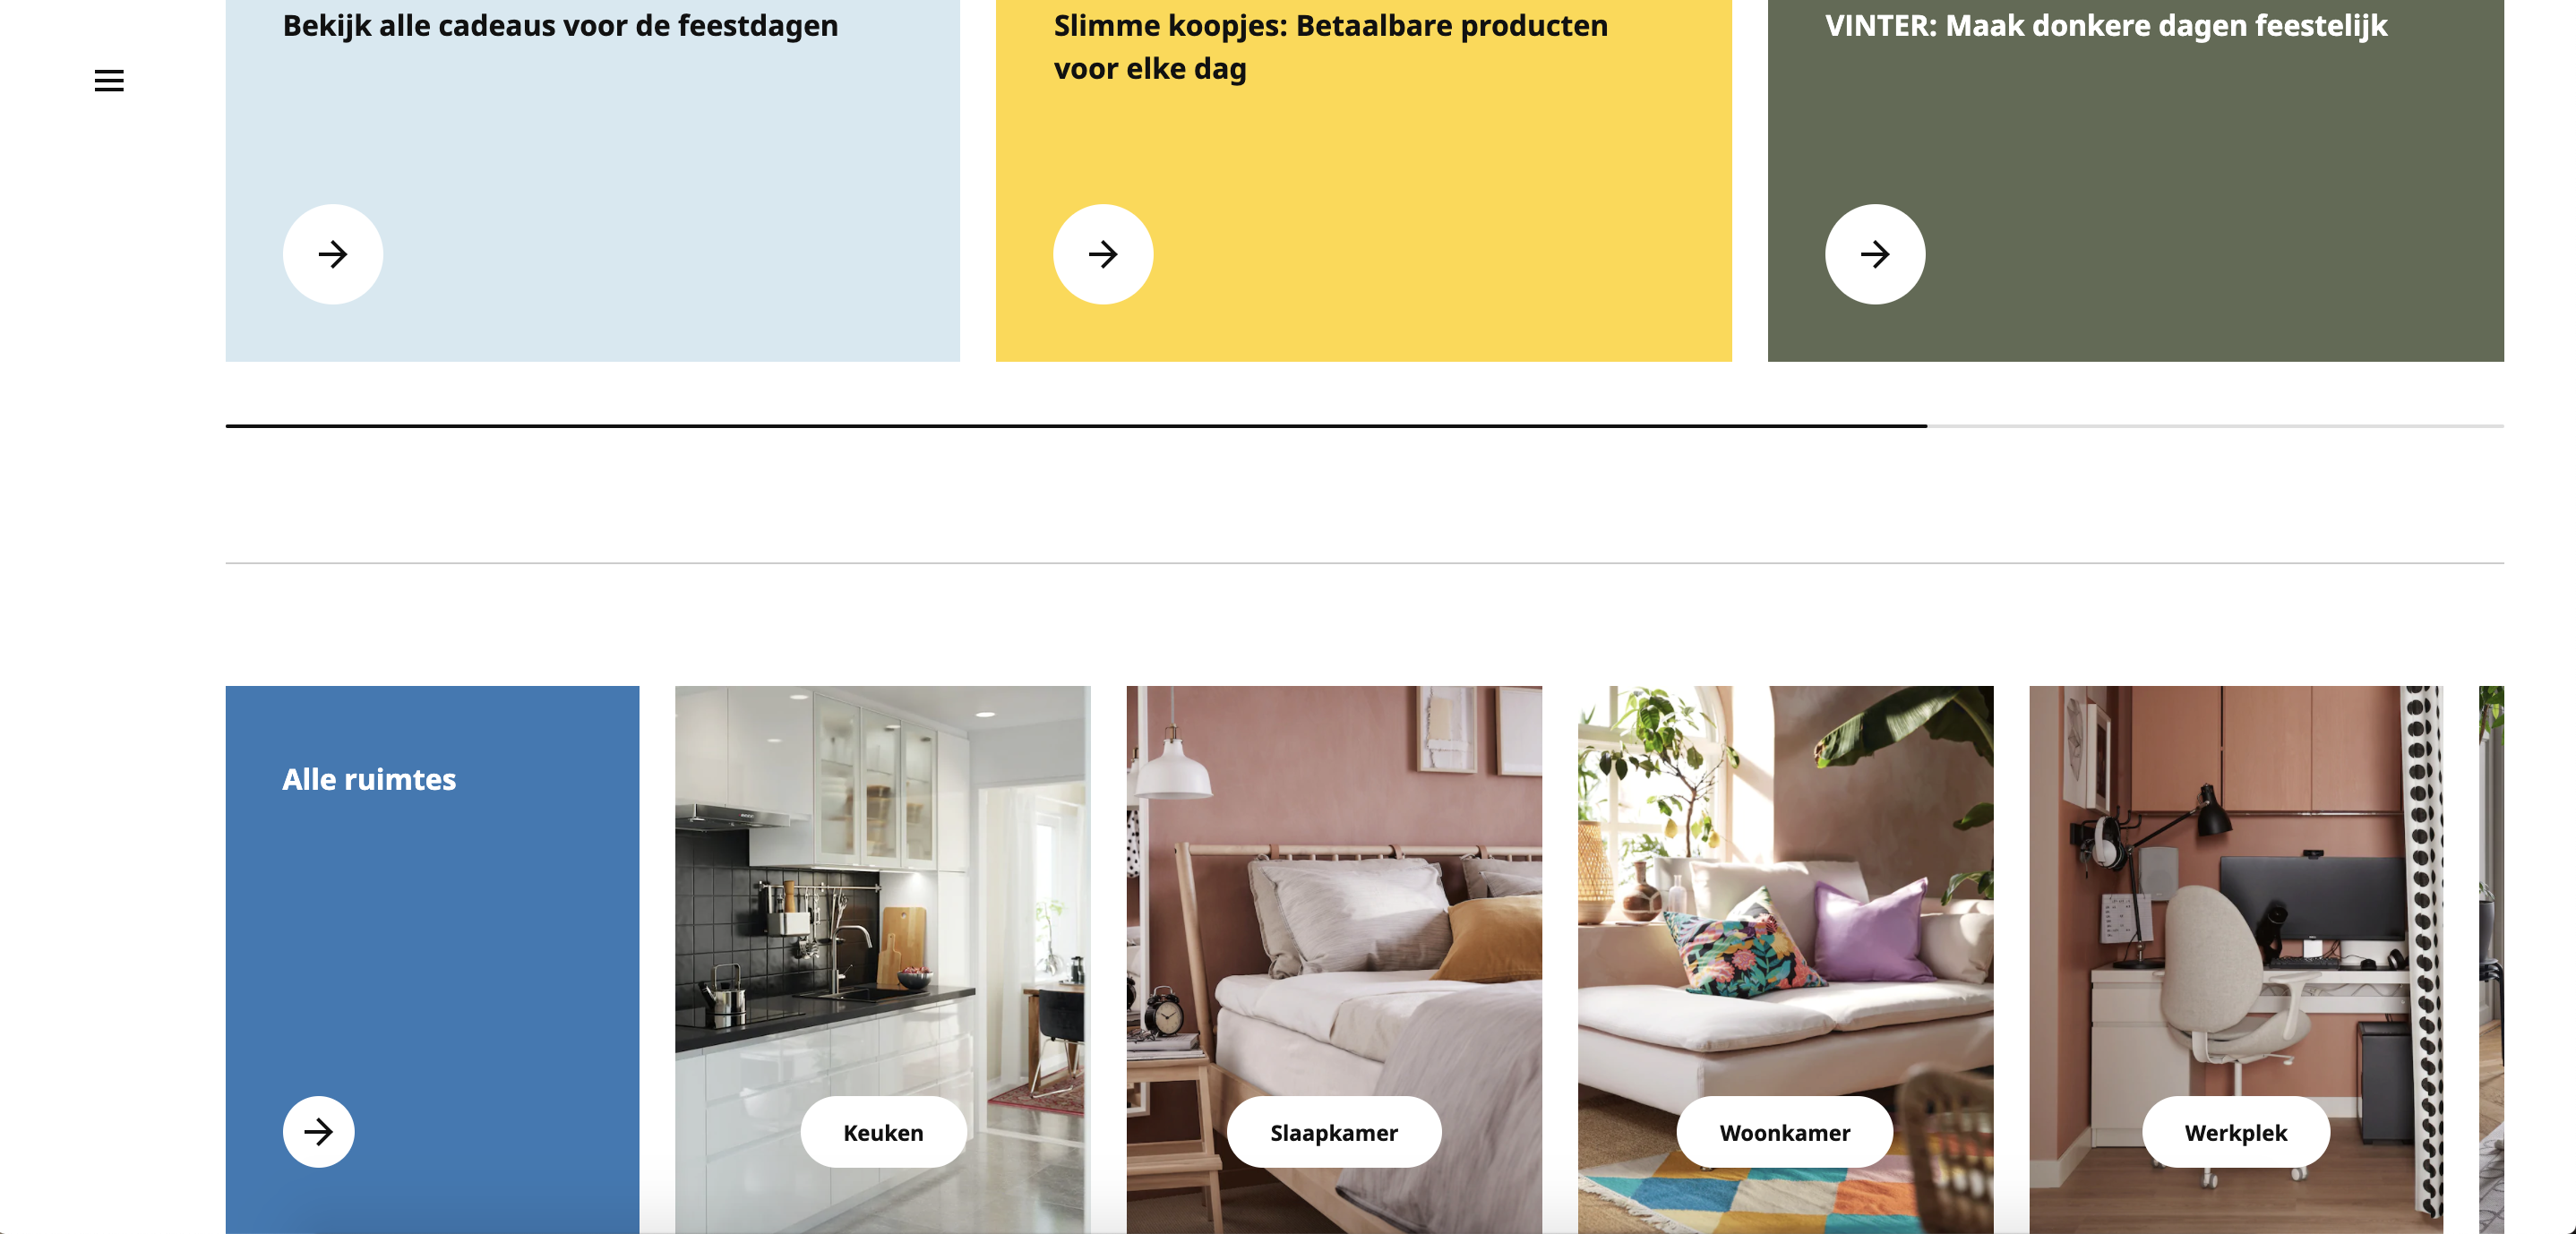 Bekijk alle cadeaus voor de feestdagen
Slimme koopjes: Betaalbare producten
voor elke dag
VINTER: Maak donkere dagen feestelijk
Alle ruimtes
Keuken
Slaapkamer
Woonkamer
Werkplek